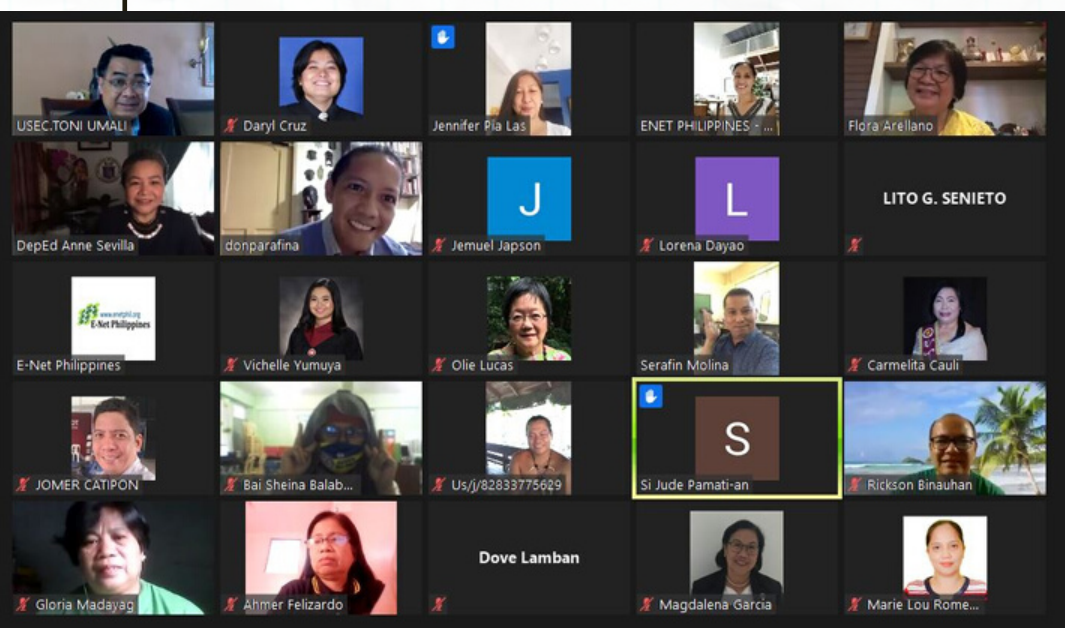 USEC.TONI UMALI
Daryl Cruz
Jennifer Pia Las
ENET PHILIPPINES - ...
Flora Arellano
DepEd Anne Sevilla
donparafina
J
Jemuel Japson
L
Lorena Dayao
LITO G. SENIETO
www.enetphil.org
E-Net Philippines
E-Net Philippines
Vichelle Yumuya
Olie Lucas
Serafin Molina
Carmelita Cauli
JOMER CATIPON
Bai Sheina Balab...
Us/j/82833775629
S
Si Jude Pamati-an
Rickson Binauhan
Gloria Madayag
Ahmer Felizardo
Dove Lamban
Magdalena Garcia
Marie Lou Rome...